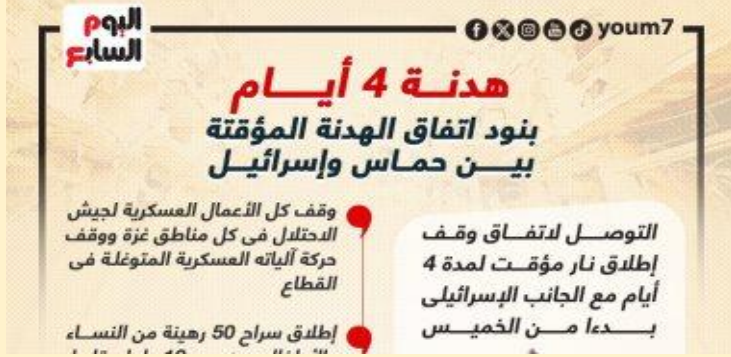 اليوم السابع
youm7
هدنة 4 أيام
بنود اتفاق الهدنة المؤقتة
بين حماس وإسرائيل
التوصل لاتفاق وقف
إطلاق نار مؤقت لمدة 4
أيام مع الجانب الإسرائيلى
بدءا من الخميس
وقف كل الأعمال العسكرية لجيش
الاحتلال فى كل مناطق غزة ووقف
حركة آلياته العسكرية المتوغلة فى
القطاع
إطلاق سراح 50 رهينة من النساء